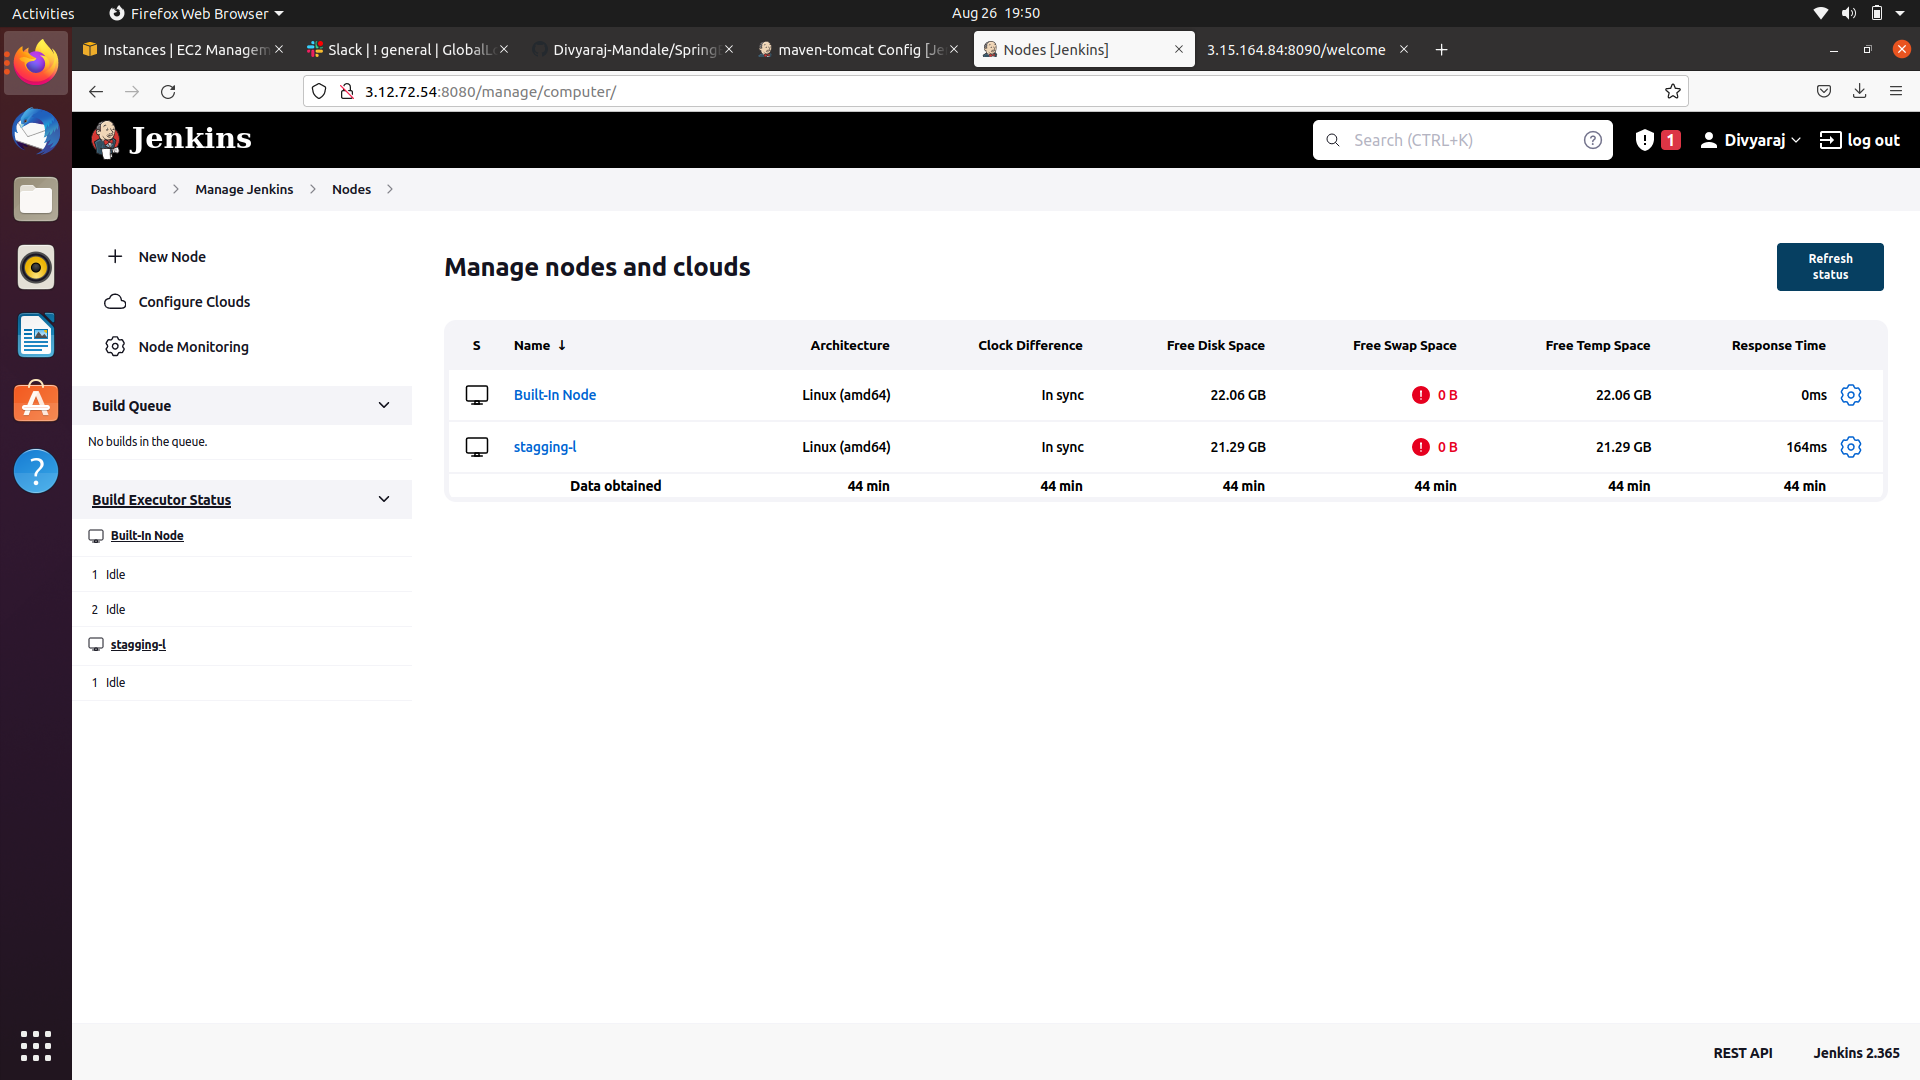 Activities
Firefox Web Browser
Aug 26 19:50
Instances | EC2 Managem
Slack | ! general | GlobalL
Divyaraj-Mandale/Spring
maven-tomcat Config [Je
Nodes [Jenkins]
3.15.164.84:8090/welcome
3.12.72.54:8080/manage/computer/
Jenkins
Search (CTRL+K)
1
Divyaraj
log out
Dashboard
Manage Jenkins
Nodes
New Node
Configure Clouds
Node Monitoring
Build Queue
No builds in the queue.
Build Executor Status
Built-In Node
1 Idle
2 Idle
stagging-l
1 Idle
Manage nodes and clouds
Refresh
status
S Name ↓ Architecture Clock Difference Free Disk Space Free Swap Space Free Temp Space Response Time
Built-In Node Linux (amd64) In sync 22.06 GB 0 B 22.06 GB 0ms
stagging-l Linux (amd64) In sync 21.29 GB 0 B 21.29 GB 164ms
Data obtained 44 min 44 min 44 min 44 min 44 min 44 min
REST API
Jenkins 2.365